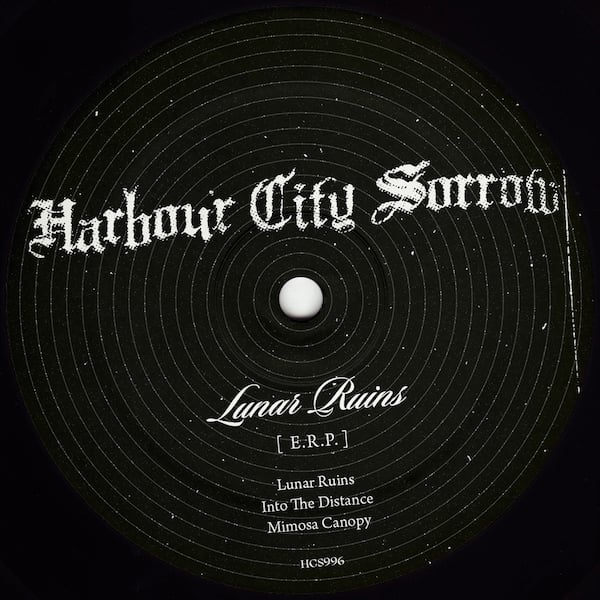 Harbour City Sorrow
Lunar Ruins
[ E.R.P. ]
Lunar Ruins
Into The Distance
Mimosa Canopy
HCS996